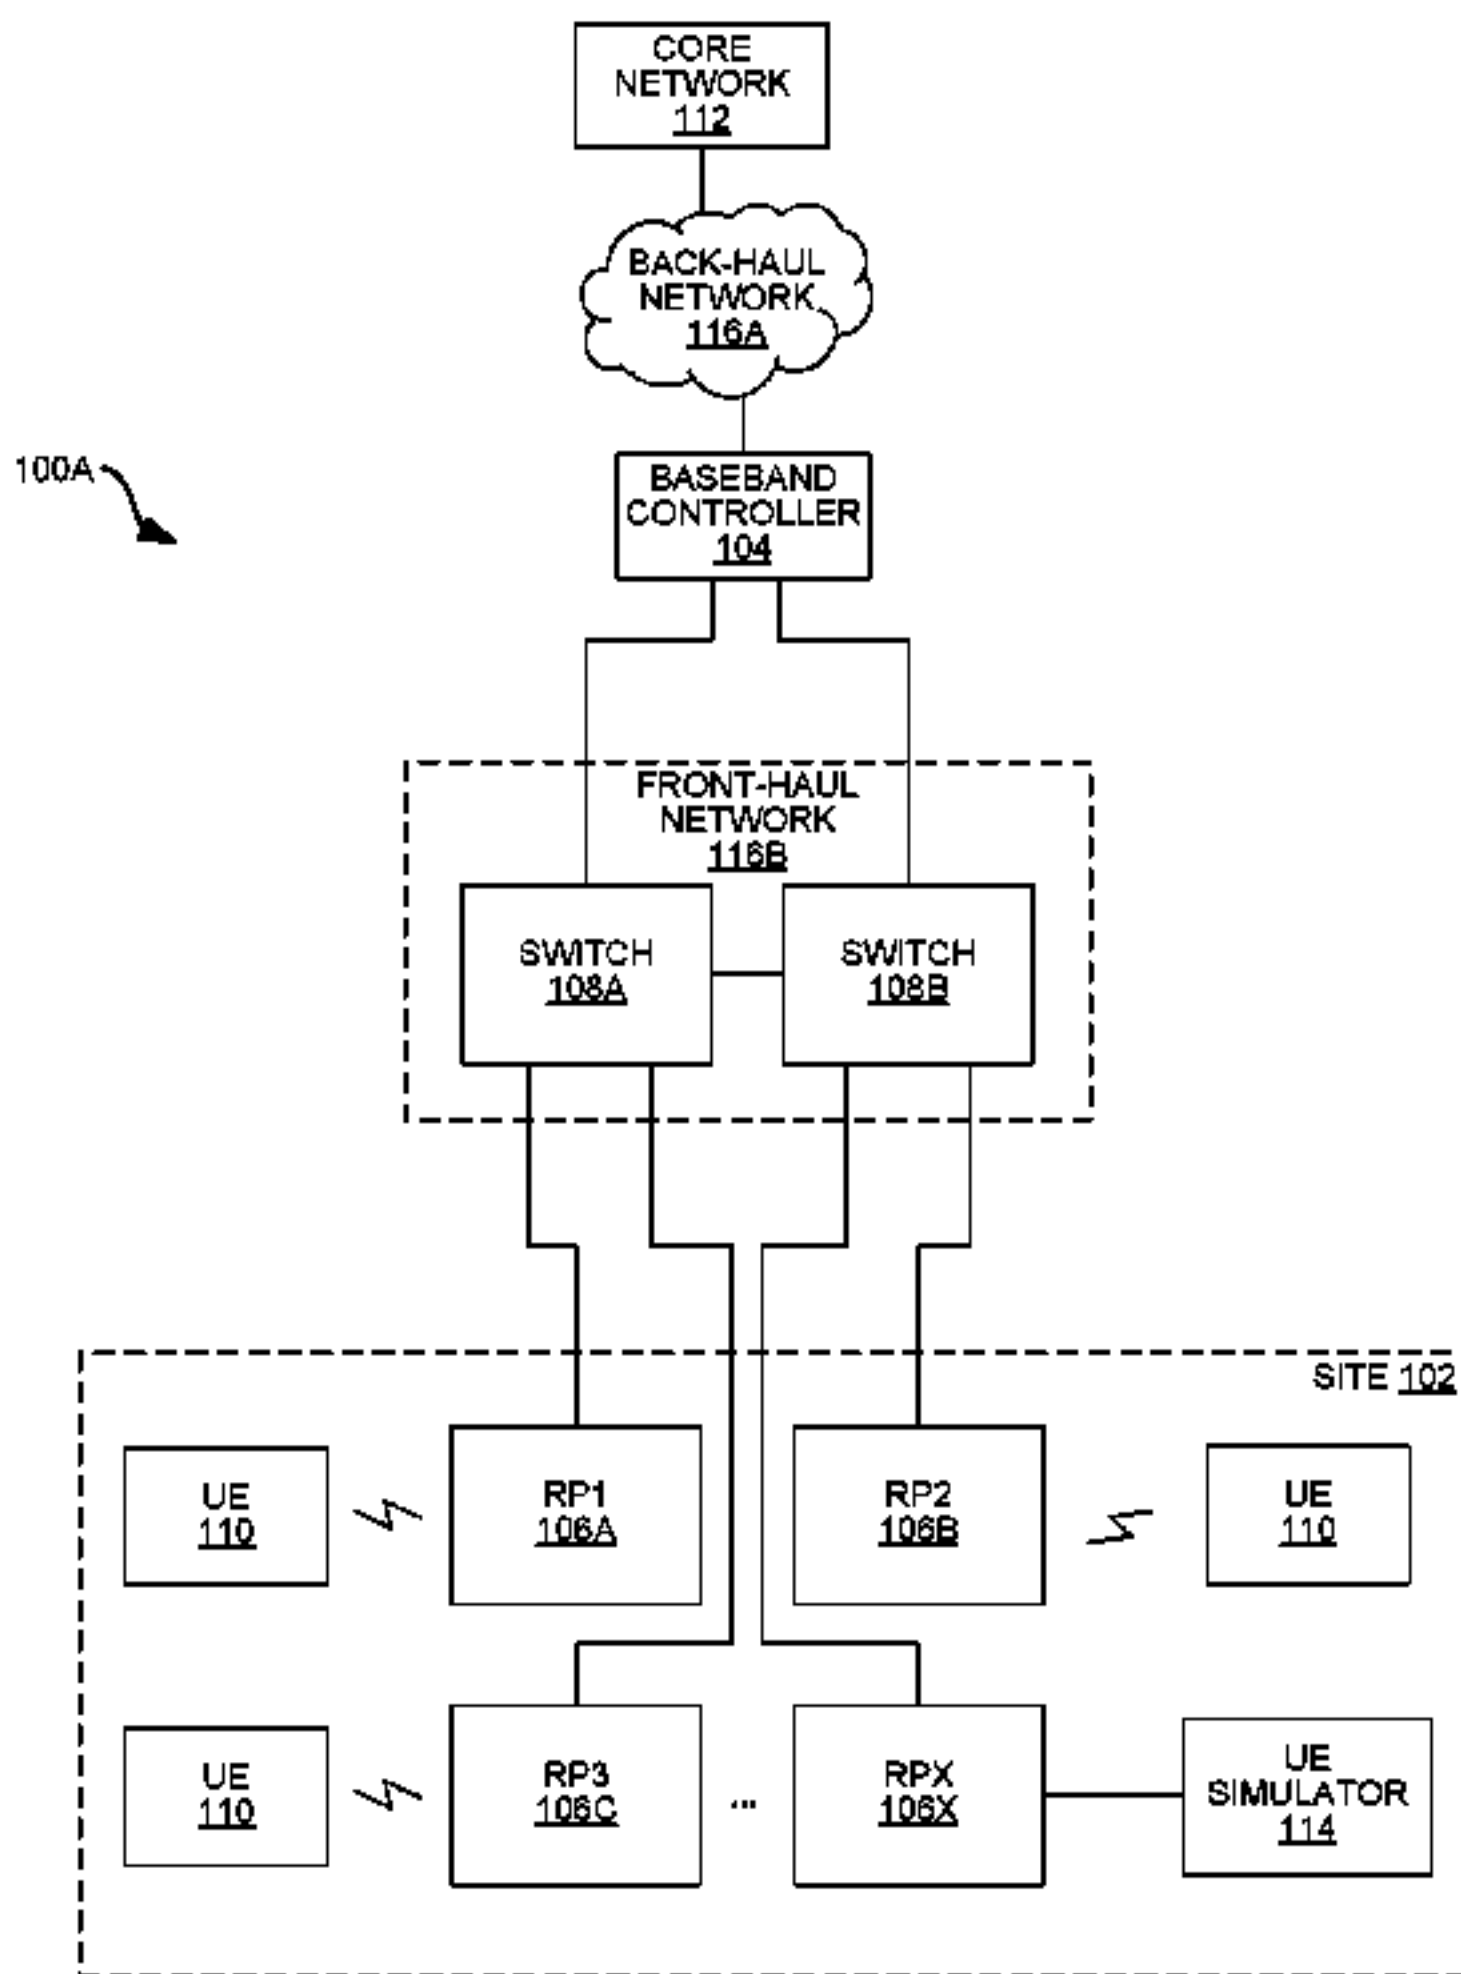 CORE
NETWORK
112
BACK-HAUL
NETWORK
116A
100A
BASEBAND
CONTROLLER
104
FRONT-HAUL
NETWORK
116B
SWITCH
108A
SWITCH
108B
SITE 102
UE
110
RP1
106A
RP2
106B
UE
110
UE
110
RP3
106C
...
RPX
106X
UE
SIMULATOR
114